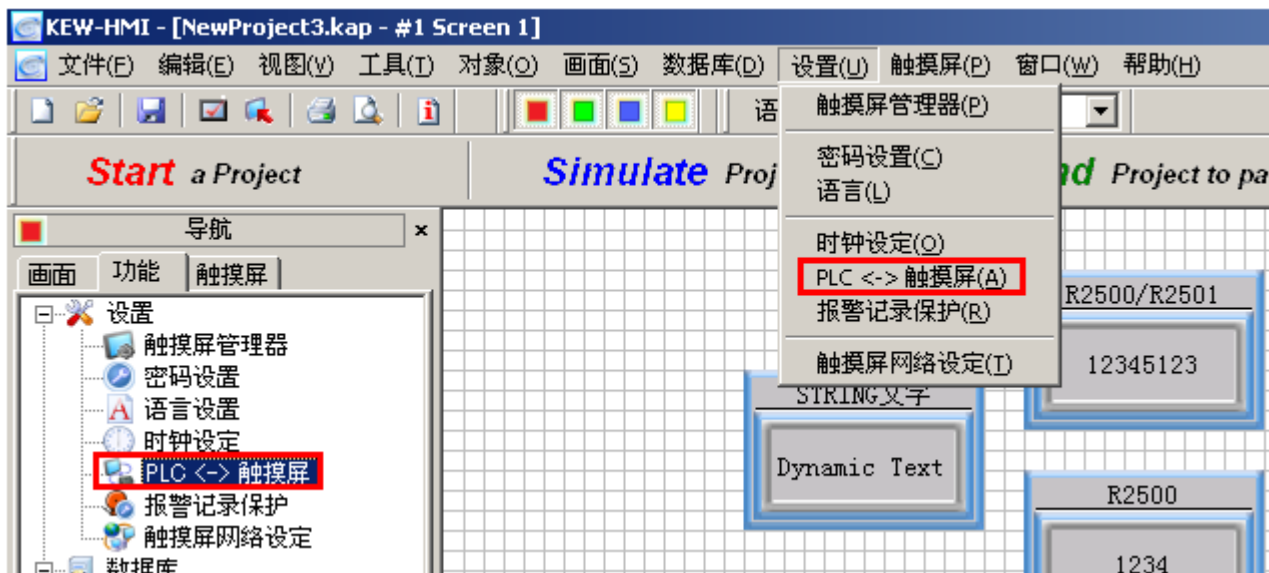 KEW-HMI - [NewProject3.kap - #1 Screen 1]
文件(F) 编辑(E) 视图(V) 工具(T) 对象(O) 画面(S) 数据库(D) 设置(U) 触摸屏(P) 窗口(W) 帮助(H)
语
触摸屏管理器(P)
密码设置(C)
语言(L)
时钟设定(O)
PLC <-> 触摸屏(A)
报警记录保护(R)
触摸屏网络设定(T)
Start a Project
Simulate Proj
nd Project to pa
导航
画面 功能 触摸屏
设置
触摸屏管理器
密码设置
语言设置
时钟设定
PLC <-> 触摸屏
报警记录保护
触摸屏网络设定
数据库
STRING文字
Dynamic Text
R2500/R2501
12345123
R2500
1234